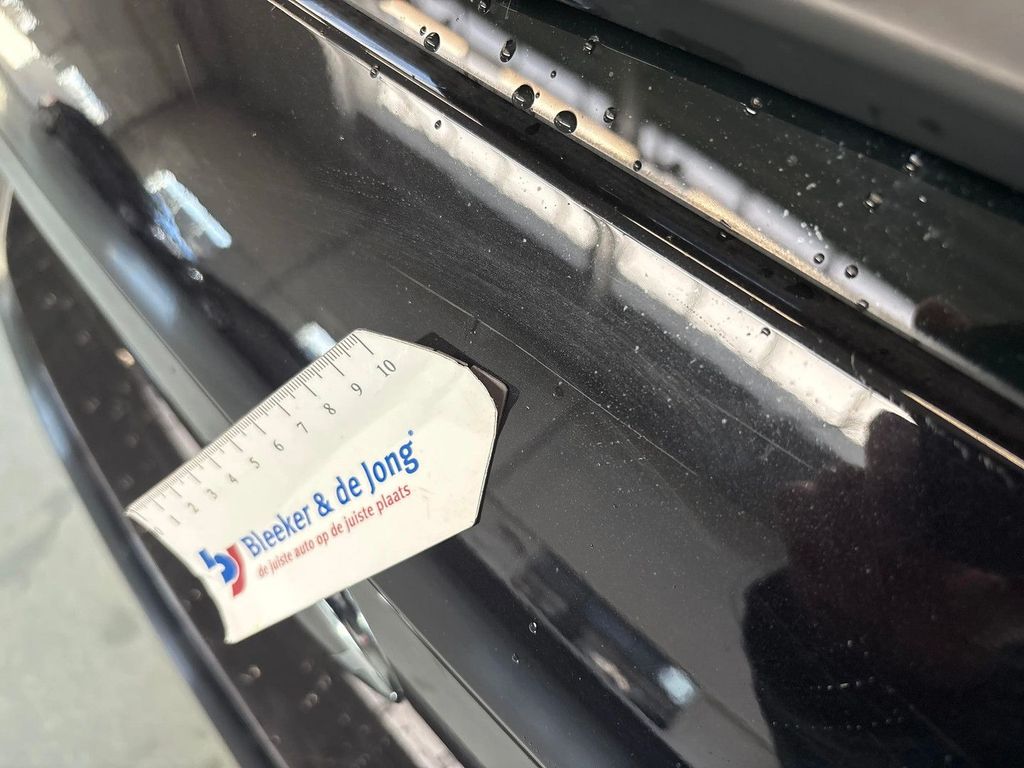 1 2 3 4 5 6 7 8 9 10
bj Bleeker & de Jong
de juiste auto op de juiste plaats